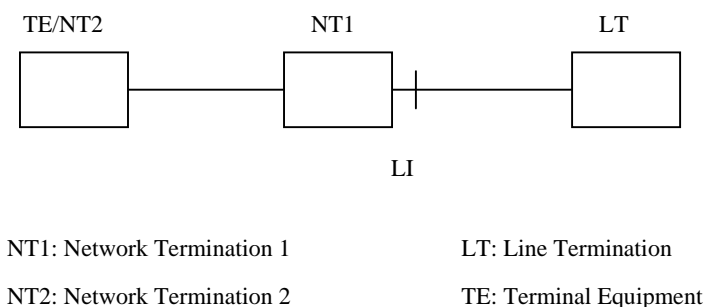 TE/NT2 NT1 LT
LI
NT1: Network Termination 1 LT: Line Termination
NT2: Network Termination 2 TE: Terminal Equipment